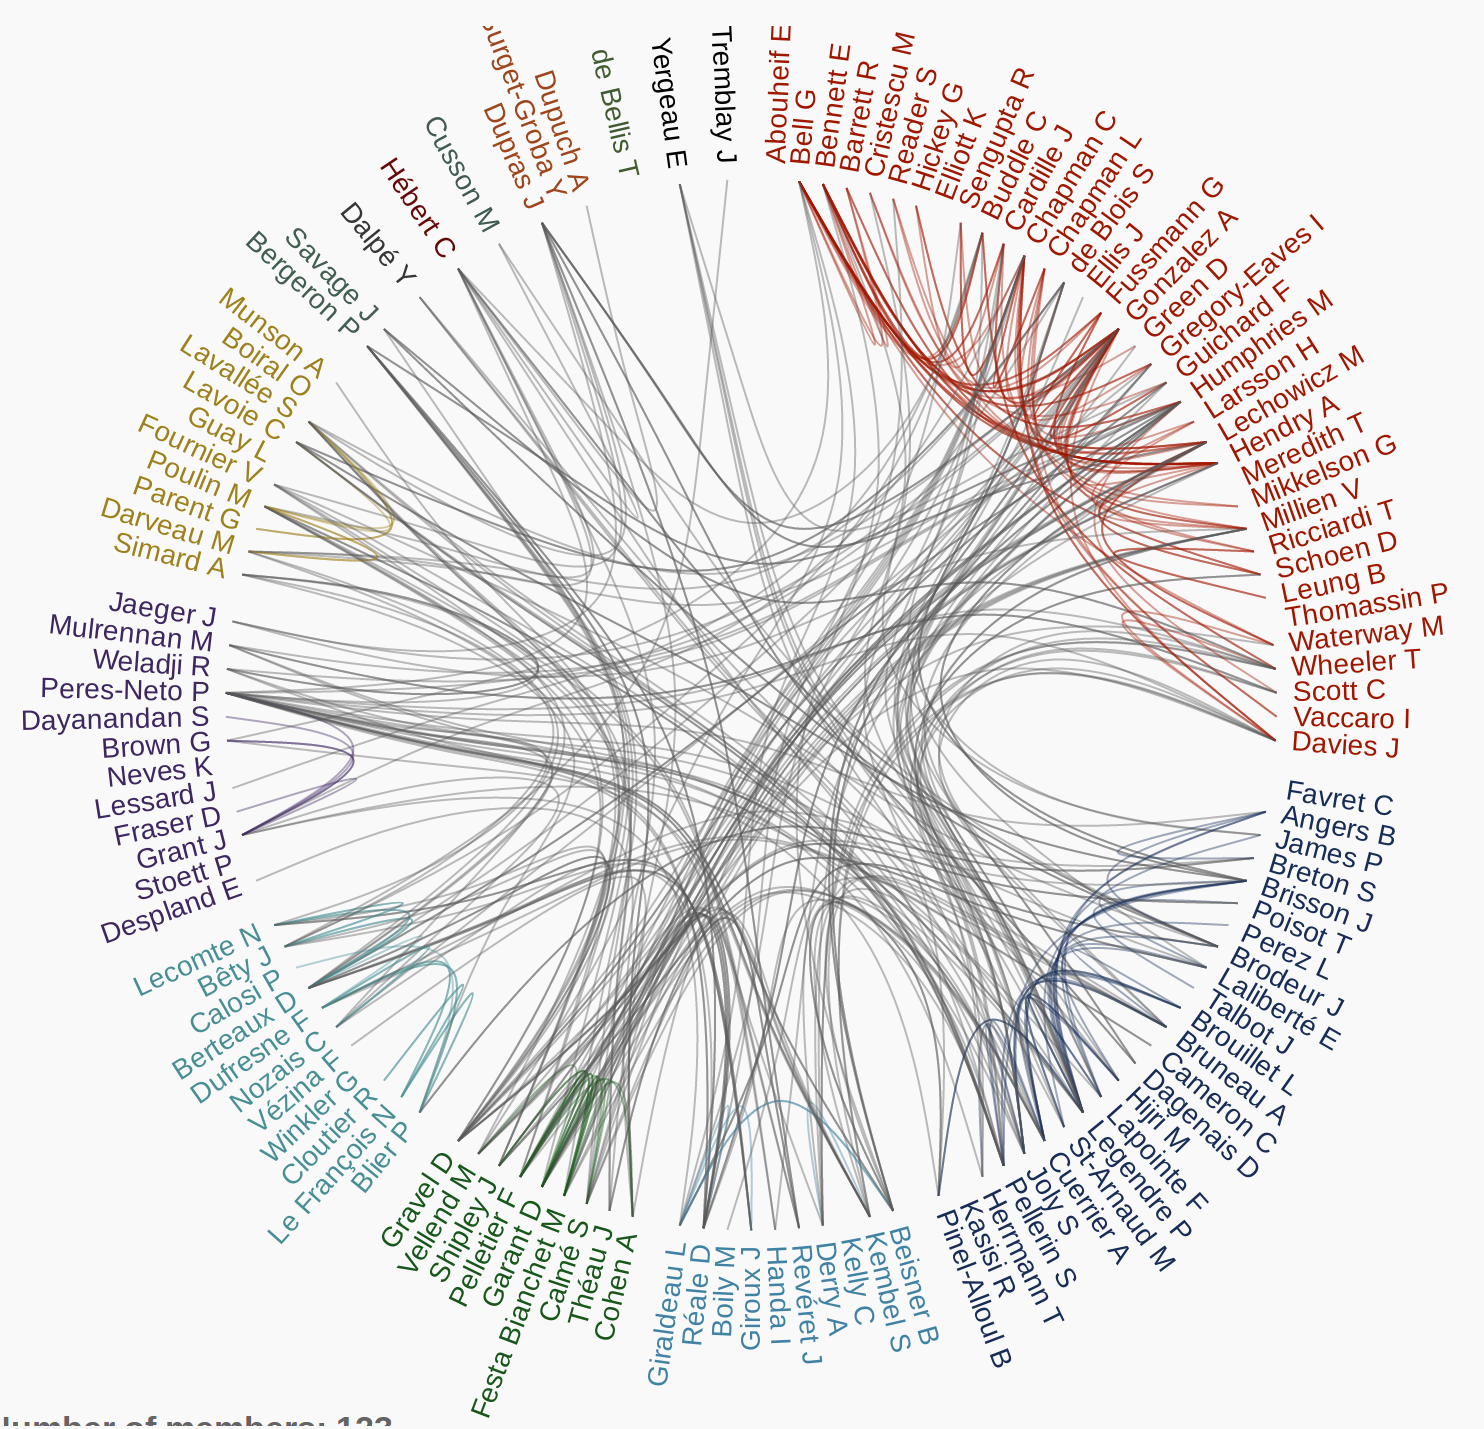 Abouheif E
Bell G
Bennett E
Barrett R
Cristescu M
Reader S
Hickey G
Elliott K
Sengupta R
Buddle C
Cardille J
Chapman C
Chapman L
de Blois S
Ellis J
Fussmann G
Gonzalez A
Green D
Gregory-Eaves I
Guichard F
Humphries M
Larsson H
Lechowicz M
Hendry A
Meredith T
Mikkelson G
Millien V
Ricciardi T
Schoen D
Leung B
Thomassin P
Waterway M
Wheeler T
Scott C
Vaccaro I
Davies J
Favret C
Angers B
James P
Breton S
Brisson J
Poisot T
Perez L
Brodeur J
Laliberté E
Talbot J
Brouillet L
Bruneau A
Cameron C
Dagenais D
Hijri M
Lapointe F
Legendre P
St-Arnaud M
Cuerrier A
Joly S
Pellerin S
Herrmann T
Kasisi R
Pinel-Alloul B
Beisner B
Kembel S
Kelly C
Derry A
Revéret J
Handa I
Giroux J
Boily M
Réale D
Giraldeau L
Cohen A
Théau J
Calmé S
Festa Bianchet M
Garant D
Pelletier F
Shipley J
Vellend M
Gravel D
Blier P
Le François N
Cloutier R
Winkler G
Vézina F
Nozais C
Dufresne F
Berteaux D
Calosi P
Bêty J
Lecomte N
Despland E
Stoett P
Grant J
Fraser D
Lessard J
Neves K
Brown G
Dayanandan S
Peres-Neto P
Weladji R
Mulrennan M
Jaeger J
Simard A
Darveau M
Parent G
Poulin M
Fournier V
Guay L
Lavoie C
Lavallée S
Boiral O
Munson A
Bergeron P
Savage J
Dalpé Y
Hébert C
Cusson M
Dupras J
urget-Groba Y
Dupuch A
de Bellis T
Yergeau E
Tremblay J
umber of members: 123